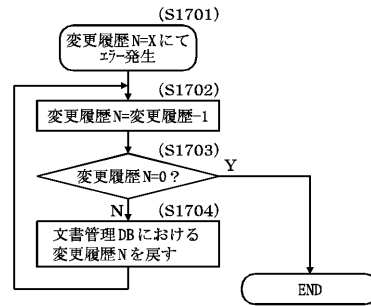 (S1701)
変更履歴N=Xにて
エラー発生
(S1702)
変更履歴N=変更履歴-1
(S1703)
変更履歴N=0?
Y
N
(S1704)
文書管理DBにおける
変更履歴Nを戻す
END